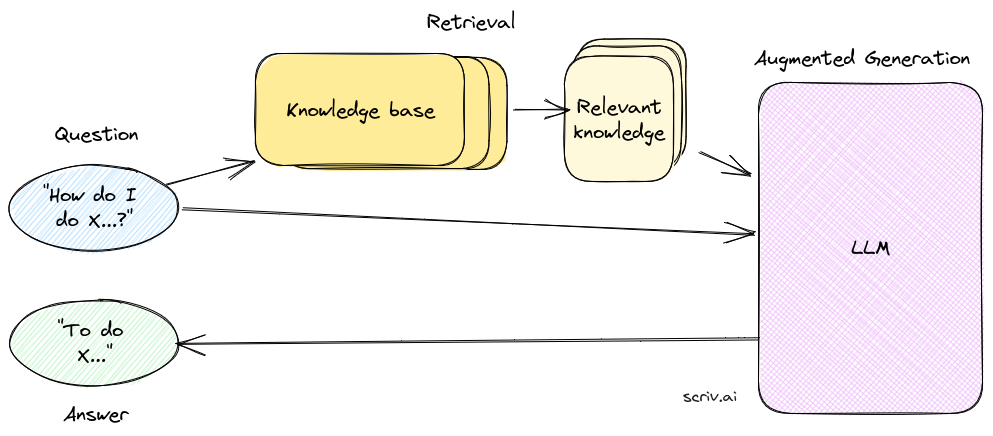 Retrieval
Augmented Generation
Knowledge base
Relevant
knowledge
Question
"How do I
do X...?"
LLM
"To do
X..."
scriv.ai
Answer